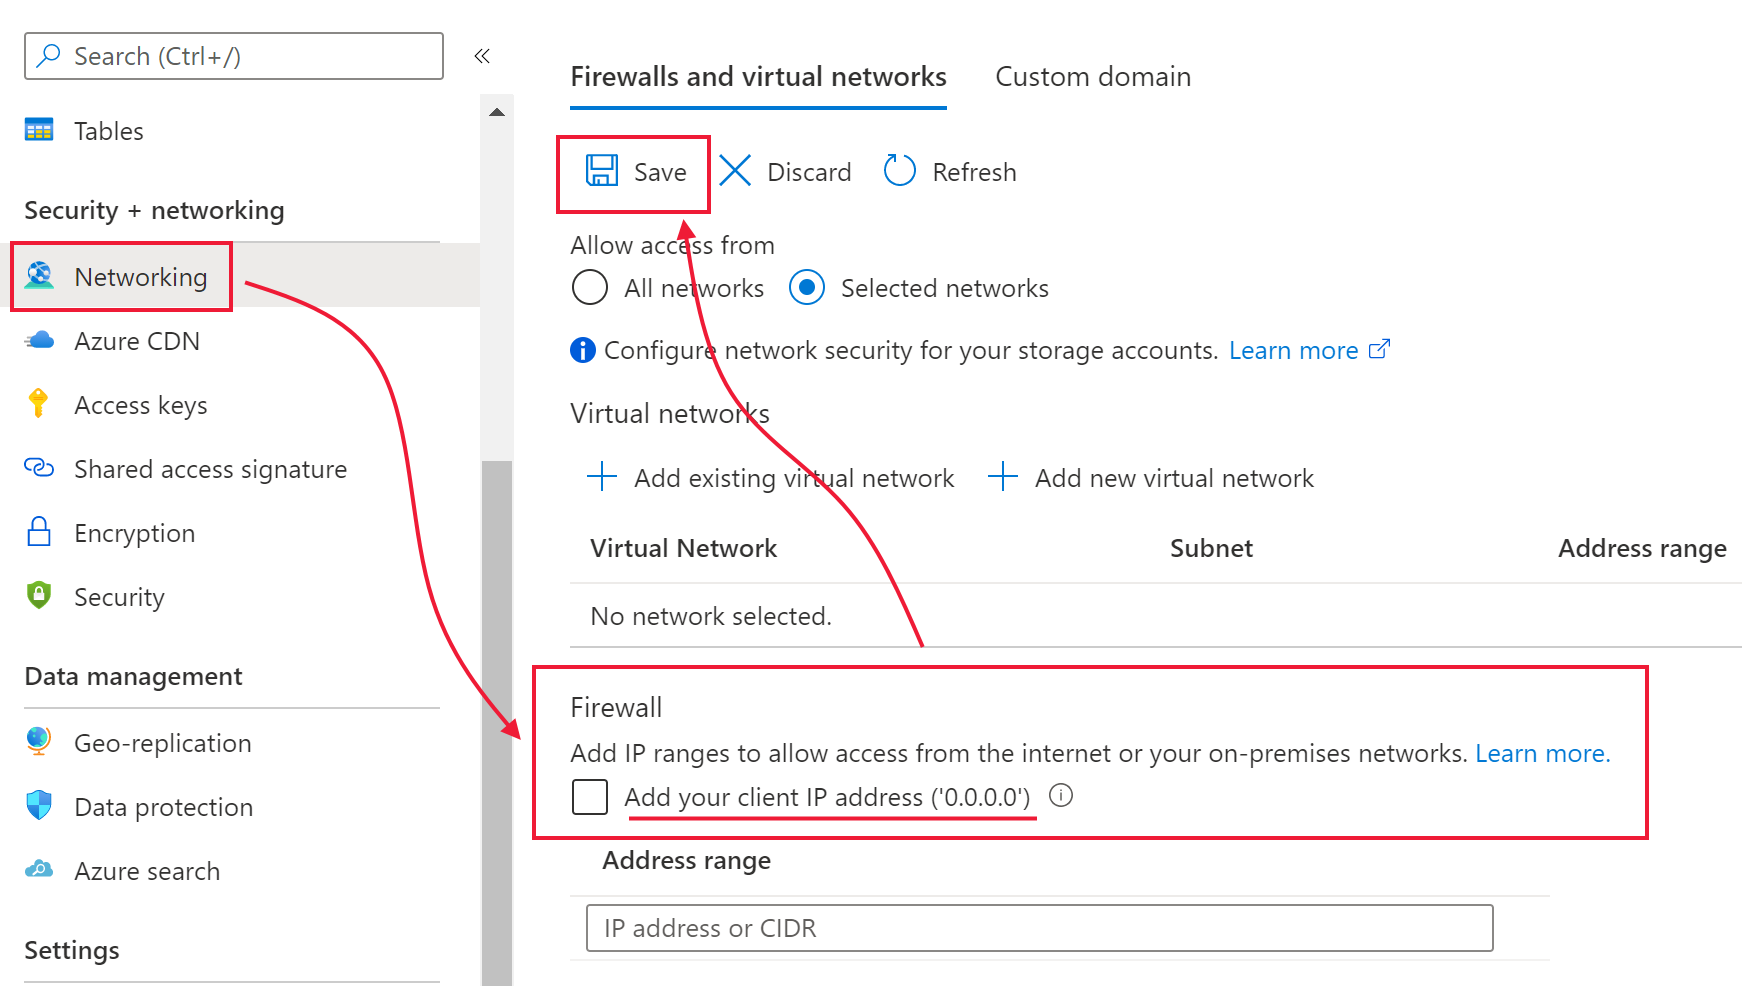 Search (Ctrl+/)
«
Tables
Security + networking
Networking
Azure CDN
Access keys
Shared access signature
Encryption
Security
Data management
Geo-replication
Data protection
Azure search
Settings
Firewalls and virtual networks Custom domain
Save Discard Refresh
Allow access from
All networks Selected networks
Configure network security for your storage accounts. Learn more
Virtual networks
Add existing virtual network Add new virtual network
Virtual Network Subnet Address range
No network selected.
Firewall
Add IP ranges to allow access from the internet or your on-premises networks. Learn more.
Add your client IP address ('0.0.0.0')
Address range
IP address or CIDR